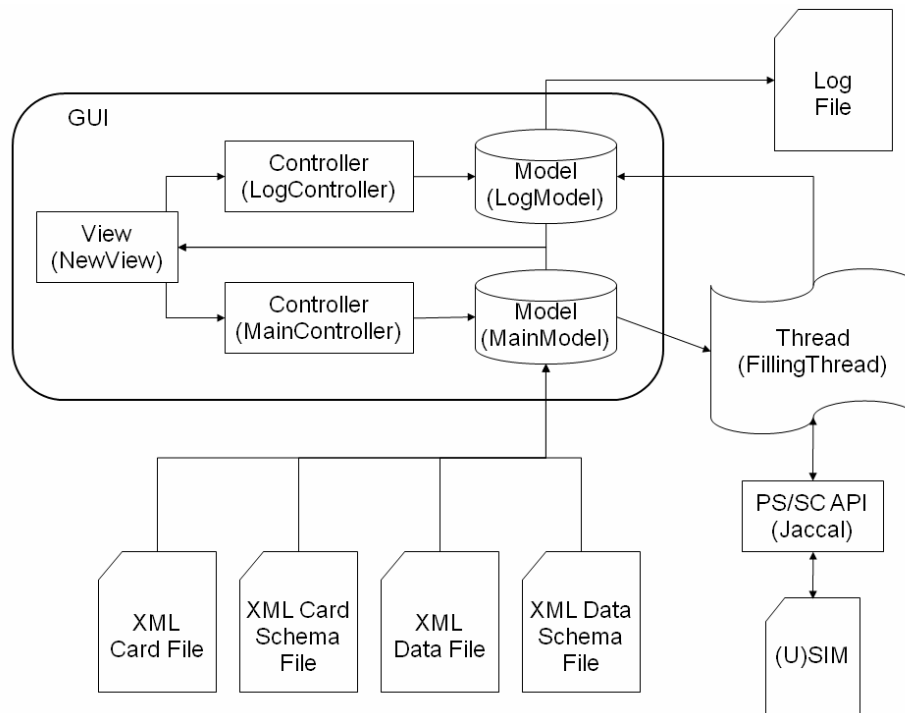 Log
File
GUI
Controller
(LogController)
Model
(LogModel)
View
(NewView)
Controller
(MainController)
Model
(MainModel)
Thread
(FillingThread)
PS/SC API
(Jaccal)
XML
Card File
XML Card
Schema
File
XML
Data File
XML Data
Schema
File
(U)SIM